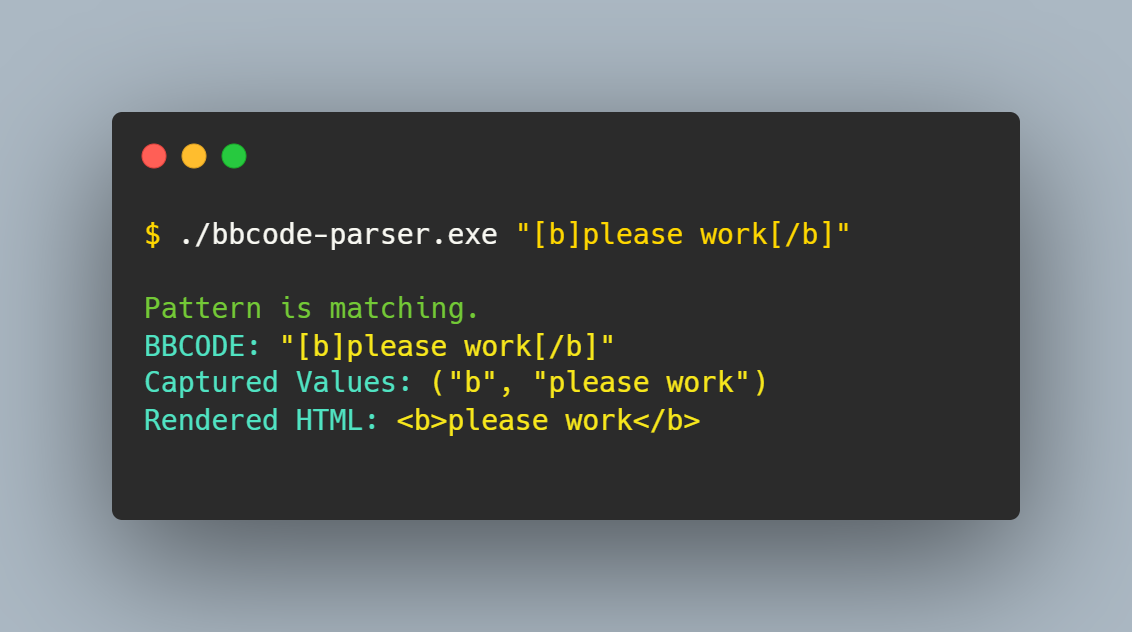 $ ./bbcode-parser.exe "[b]please work[/b]"
Pattern is matching.
BBCODE: "[b]please work[/b]"
Captured Values: ("b", "please work")
Rendered HTML: <b>please work</b>